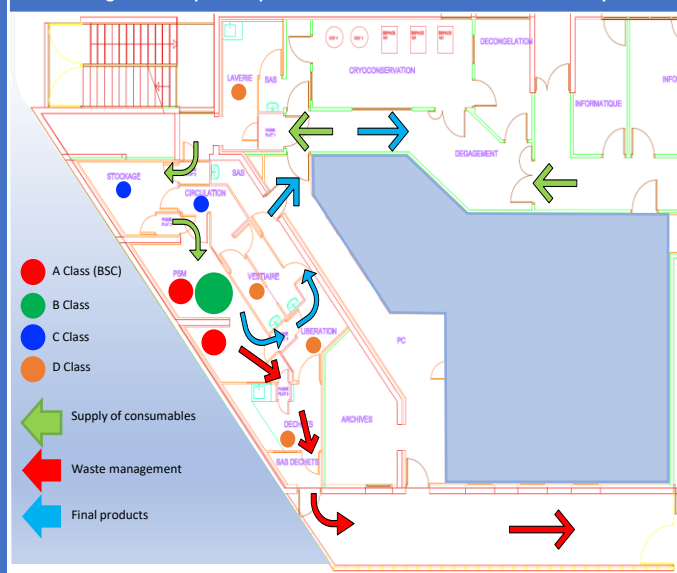 DECONGELATION
CRYOCONSERVATION
LAVERIE
SAS
INFORMATIQUE
DEGAGEMENT
STOCKAGE
SAS
CIRCULATION
PSM
VESTIAIRE
LIBERATION
PC
ARCHIVES
DECHETS
SAS DECHETS
A Class (BSC)
B Class
C Class
D Class
Supply of consumables
Waste management
Final products